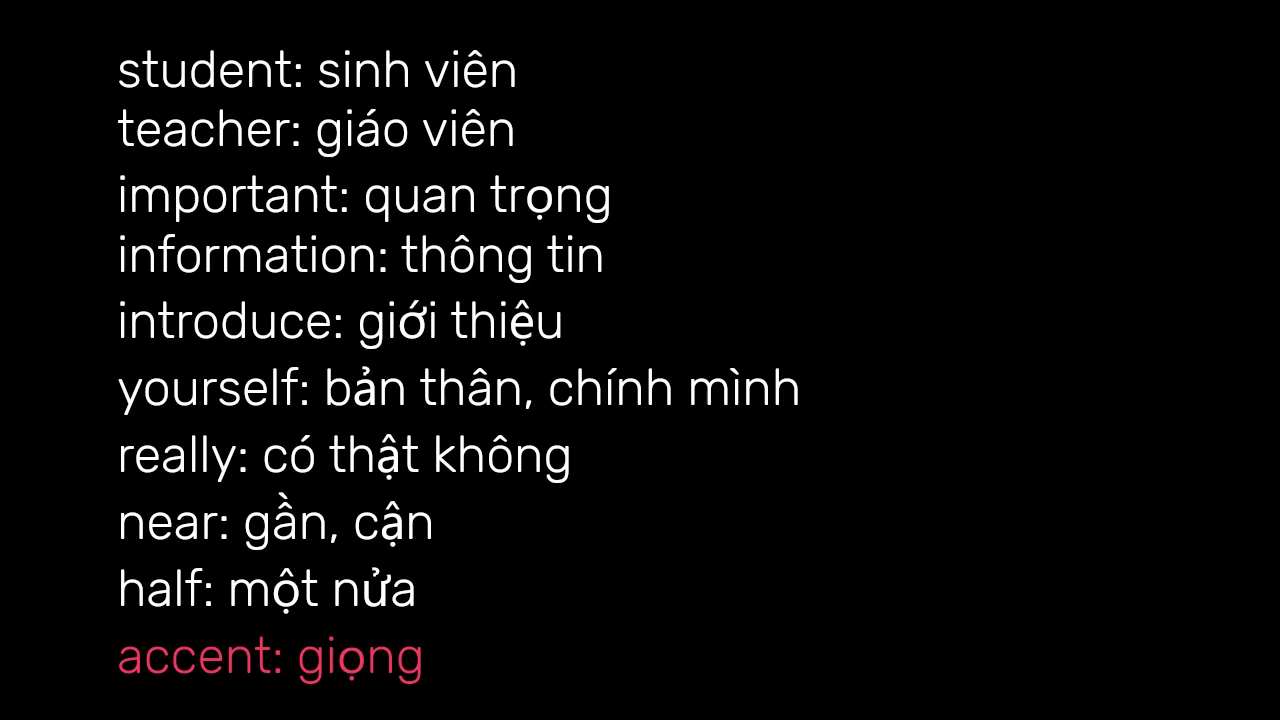 student: sinh viên
teacher: giáo viên
important: quan trọng
information: thông tin
introduce: giới thiệu
yourself: bản thân, chính mình
really: có thật không
near: gần, cận
half: một nửa
accent: giọng